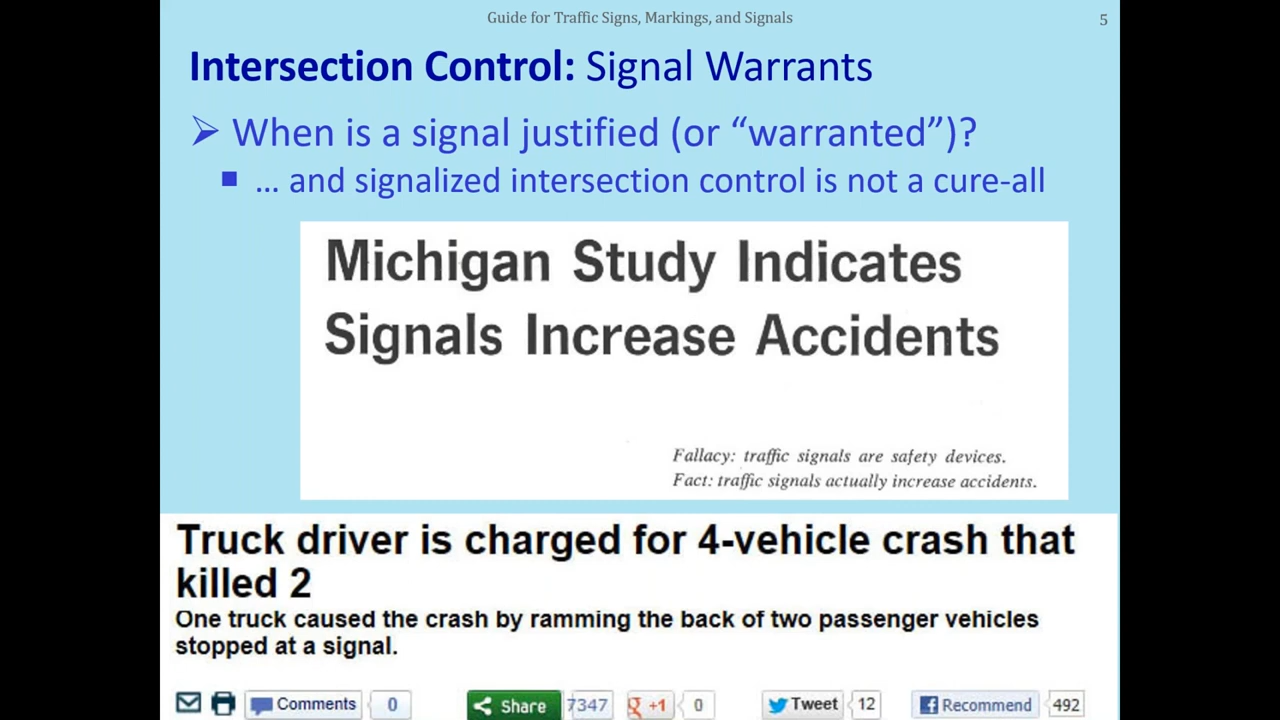 Guide for Traffic Signs, Markings, and Signals
5
Intersection Control: Signal Warrants
When is a signal justified (or “warranted”)?
… and signalized intersection control is not a cure-all
Michigan Study Indicates
Signals Increase Accidents
Fallacy: traffic signals are safety devices.
Fact: traffic signals actually increase accidents.
Truck driver is charged for 4-vehicle crash that
killed 2
One truck caused the crash by ramming the back of two passenger vehicles
stopped at a signal.
Comments 0 Share 7347 g +1 0 Tweet 12 Recommend 492